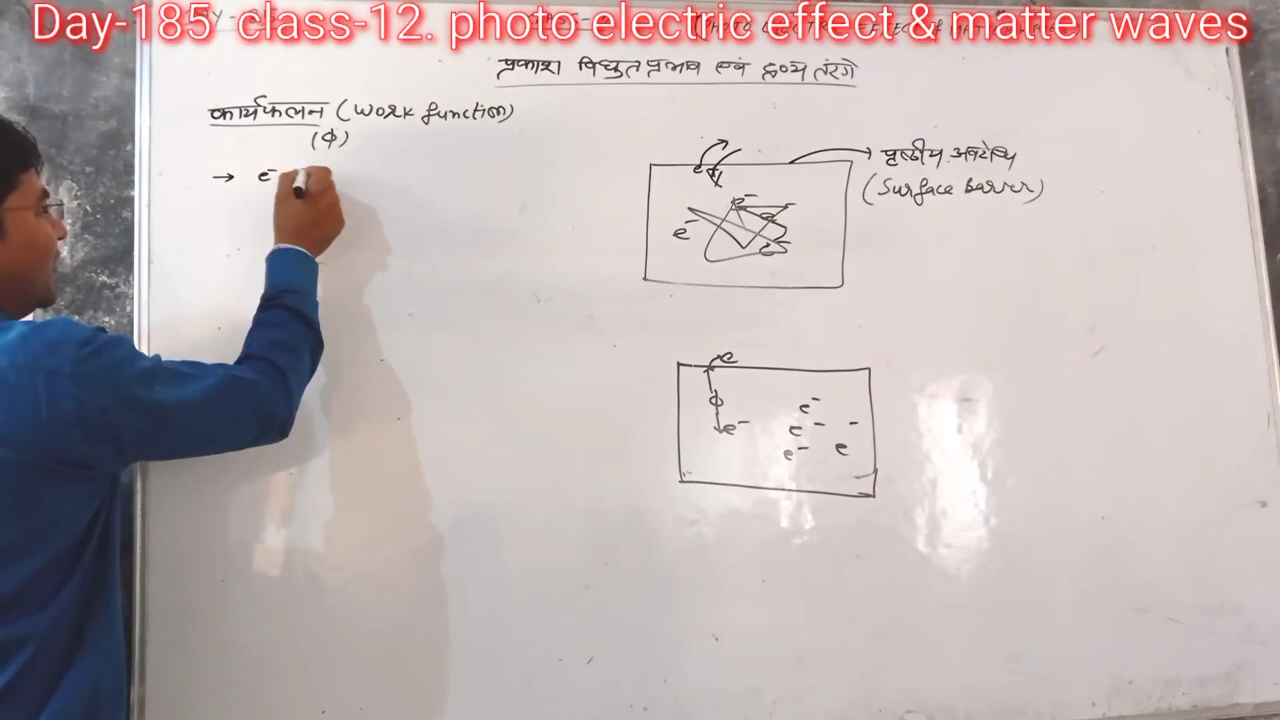 Day-185 class-12. photo electric effect & matter waves
प्रकाश विद्युत प्रभाव एवं द्रव्य तंरगे
कार्यफलन (Work function)
(ϕ)
→ e⁻
e
→ पृष्ठीय अवरोध
(Surface barrier)
e⁻
e⁻
e⁻
e
ϕ
e⁻
e⁻
e⁻ -
e⁻
e